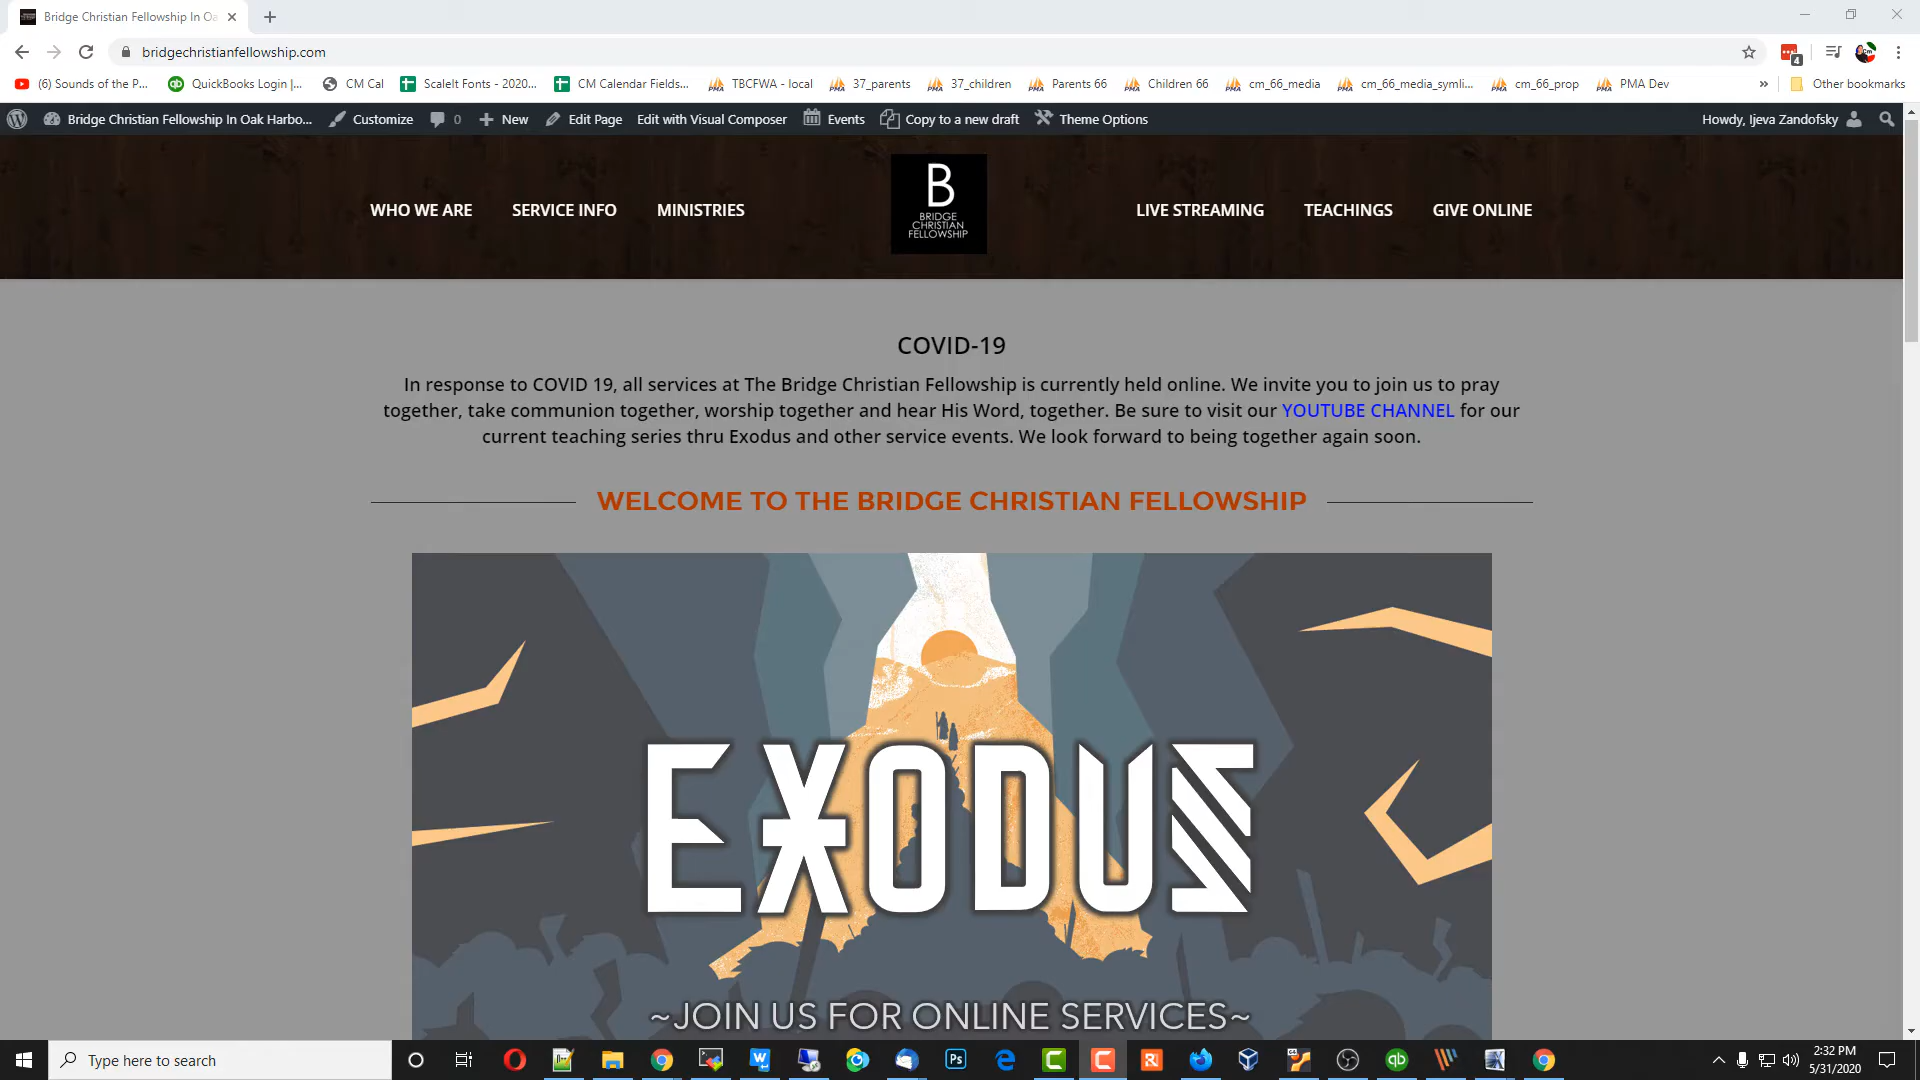 Bridge Christian Fellowship In Oa
bridgechristianfellowship.com
4
(6) Sounds of the P...
QuickBooks Login |...
CM Cal
ScaleIt Fonts - 2020...
CM Calendar Fields...
TBCFWA - local
37_parents
37_children
Parents 66
Children 66
cm_66_media
cm_66_media_symli...
cm_66_prop
PMA Dev
Other bookmarks
Bridge Christian Fellowship In Oak Harbo...
Customize
0
New
Edit Page
Edit with Visual Composer
Events
Copy to a new draft
Theme Options
Howdy, Ijeva Zandofsky
WHO WE ARE
SERVICE INFO
MINISTRIES
B
BRIDGE
CHRISTIAN
FELLOWSHIP
LIVE STREAMING
TEACHINGS
GIVE ONLINE
COVID-19
In response to COVID 19, all services at The Bridge Christian Fellowship is currently held online. We invite you to join us to pray
together, take communion together, worship together and hear His Word, together. Be sure to visit our YOUTUBE CHANNEL for our
current teaching series thru Exodus and other service events. We look forward to being together again soon.
WELCOME TO THE BRIDGE CHRISTIAN FELLOWSHIP
EXODUS
~JOIN US FOR ONLINE SERVICES~
Type here to search
2:32 PM
5/31/2020